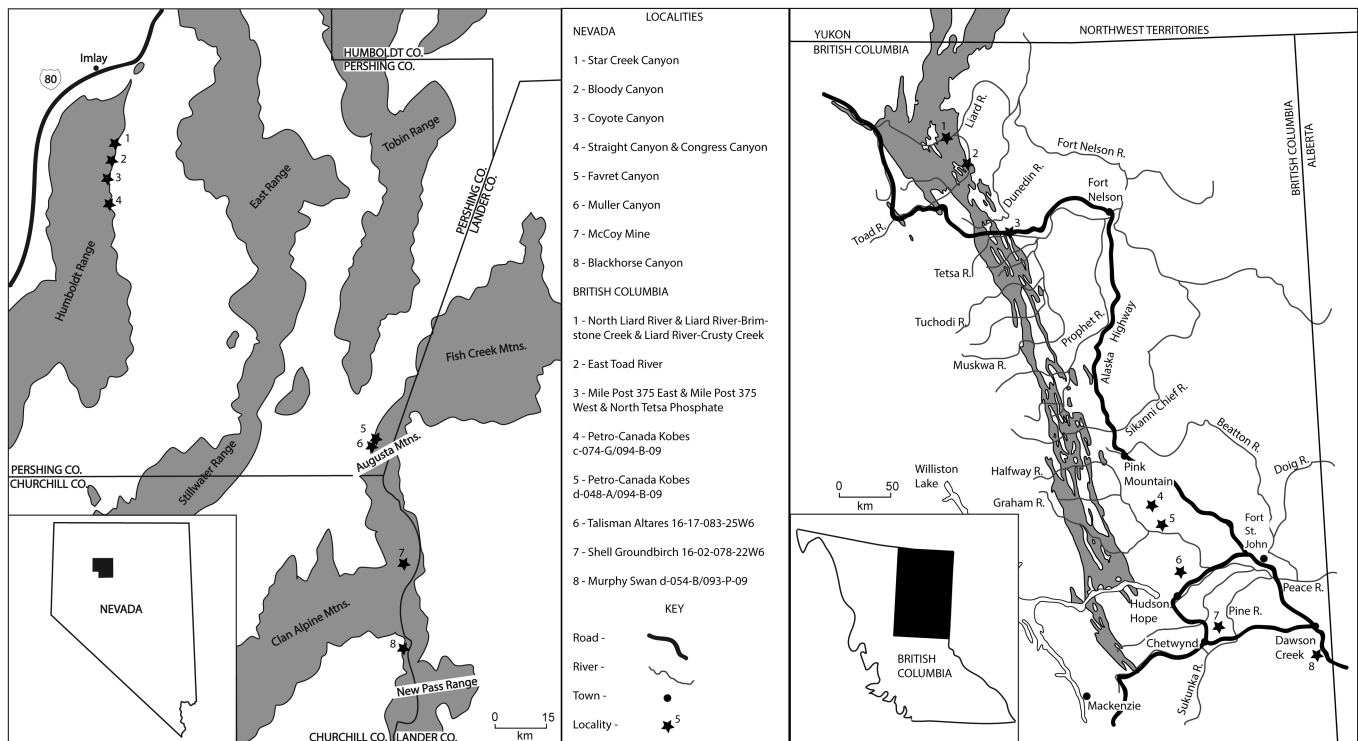 Imlay
80
1
2
3
4
Humboldt Range
East Range
Stillwater Range
HUMBOLDT CO.
PERSHING CO.
Tobin Range
PERSHING CO.
LANDER CO.
Fish Creek Mtns.
5
6
Augusta Mtns.
PERSHING CO.
CHURCHILL CO.
NEVADA
7
Clan Alpine Mtns.
8
New Pass Range
0 15
km
CHURCHILL CO. LANDER CO.
LOCALITIES
NEVADA
1 - Star Creek Canyon
2 - Bloody Canyon
3 - Coyote Canyon
4 - Straight Canyon & Congress Canyon
5 - Favret Canyon
6 - Muller Canyon
7 - McCoy Mine
8 - Blackhorse Canyon
BRITISH COLUMBIA
1 - North Liard River & Liard River-Brim-
stone Creek & Liard River-Crusty Creek
2 - East Toad River
3 - Mile Post 375 East & Mile Post 375
West & North Tetsa Phosphate
4 - Petro-Canada Kobes
c-074-G/094-B-09
5 - Petro-Canada Kobes
d-048-A/094-B-09
6 - Talisman Altares 16-17-083-25W6
7 - Shell Groundbirch 16-02-078-22W6
8 - Murphy Swan d-054-B/093-P-09
KEY
Road -
River -
Town -
Locality - 5
YUKON
BRITISH COLUMBIA
NORTHWEST TERRITORIES
BRITISH COLUMBIA
ALBERTA
1
Liard R.
2
Fort Nelson R.
Dunedin R.
Fort
Nelson
3
Toad R.
Tetsa R.
Tuchodi R.
Prophet R.
Alaska Highway
Muskwa R.
Sikanni Chief R.
Beatton R.
Doig R.
Halfway R.
Graham R.
Williston
Lake
0 50
km
Pink
Mountain
4
5
Fort
St.
John
6
Peace R.
Hudson
Hope
7
Pine R.
Chetwynd
Dawson
Creek
8
Sukunka R.
Mackenzie
BRITISH
COLUMBIA